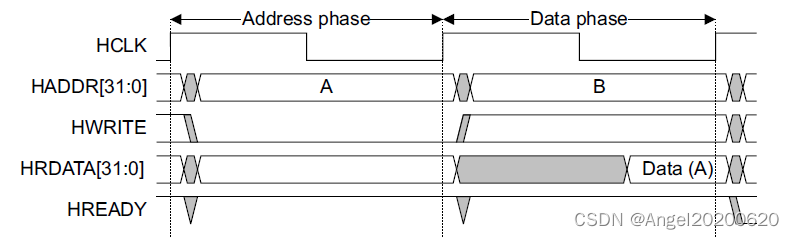 Address phase Data phase
HCLK
HADDR[31:0] A B
HWRITE
HRDATA[31:0] Data (A)
HREADY
CSDN @Angel20200620